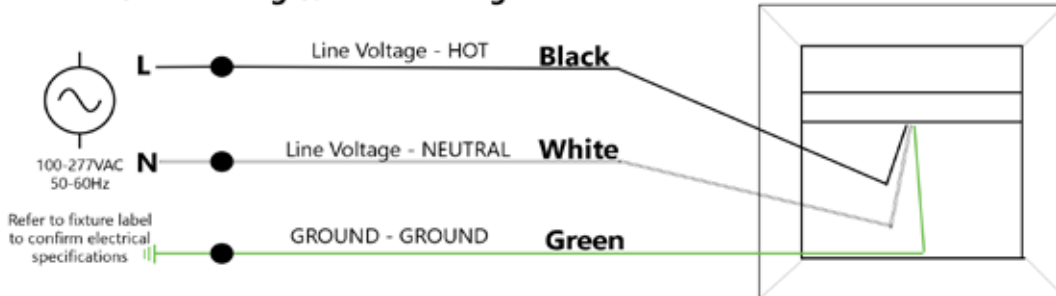 L
Line Voltage - HOT
Black
100-277VAC
50-60Hz
N
Line Voltage - NEUTRAL
White
Refer to fixture label
to confirm electrical
specifications
GROUND - GROUND
Green